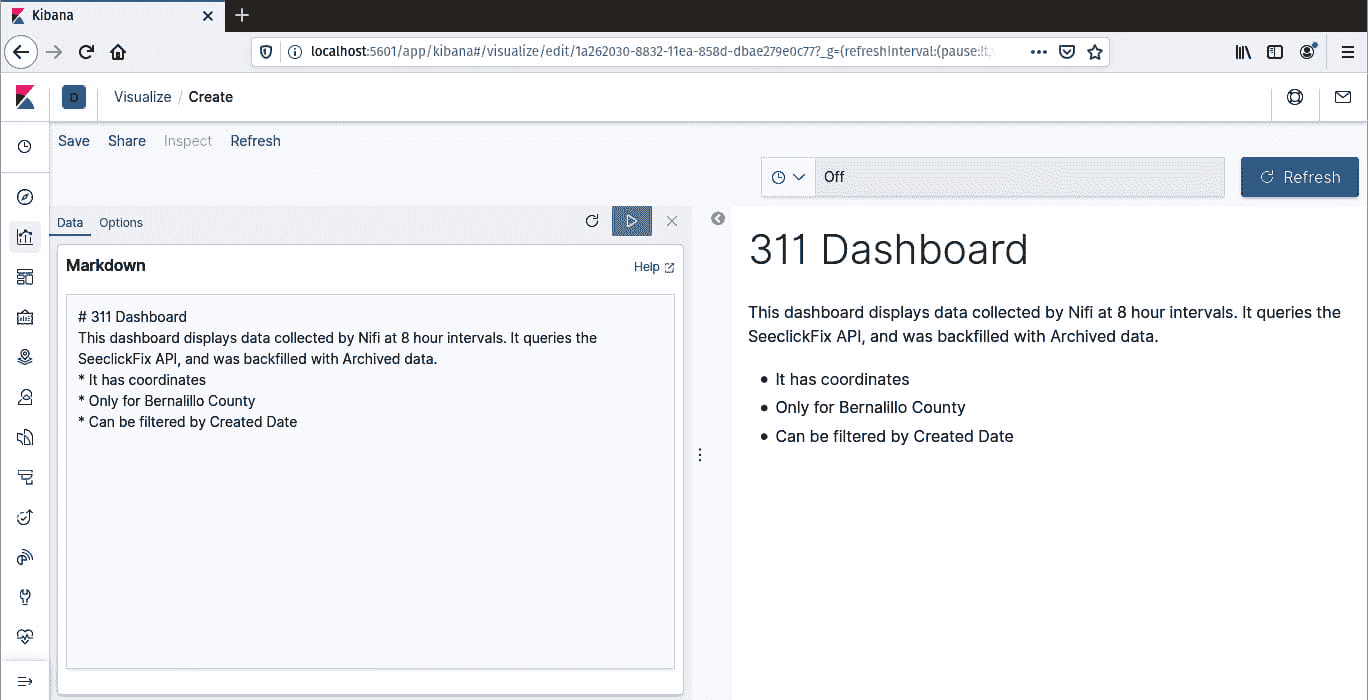 Kibana
localhost:5601/app/kibana#/visualize/edit/1a262030-8832-11ea-858d-dbae279e0c77?_g=(refreshInterval:(pause:!t,
D
Visualize / Create
Save Share Inspect Refresh
Off
Refresh
Data Options
Markdown
Help
# 311 Dashboard
This dashboard displays data collected by Nifi at 8 hour intervals. It queries the
SeeclickFix API, and was backfilled with Archived data.
* It has coordinates
* Only for Bernalillo County
* Can be filtered by Created Date
311 Dashboard
This dashboard displays data collected by Nifi at 8 hour intervals. It queries the
SeeclickFix API, and was backfilled with Archived data.
• It has coordinates
• Only for Bernalillo County
• Can be filtered by Created Date